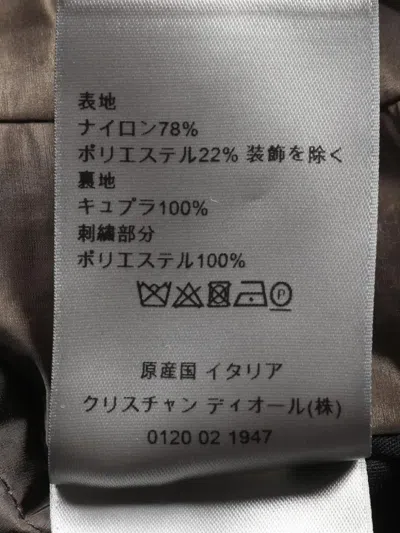 表地
ナイロン78%
ポリエステル22% 装飾を除く
裏地
キュプラ100%
刺繍部分
ポリエステル100%
P
原産国 イタリア
クリスチャン ディオール(株)
0120 02 1947